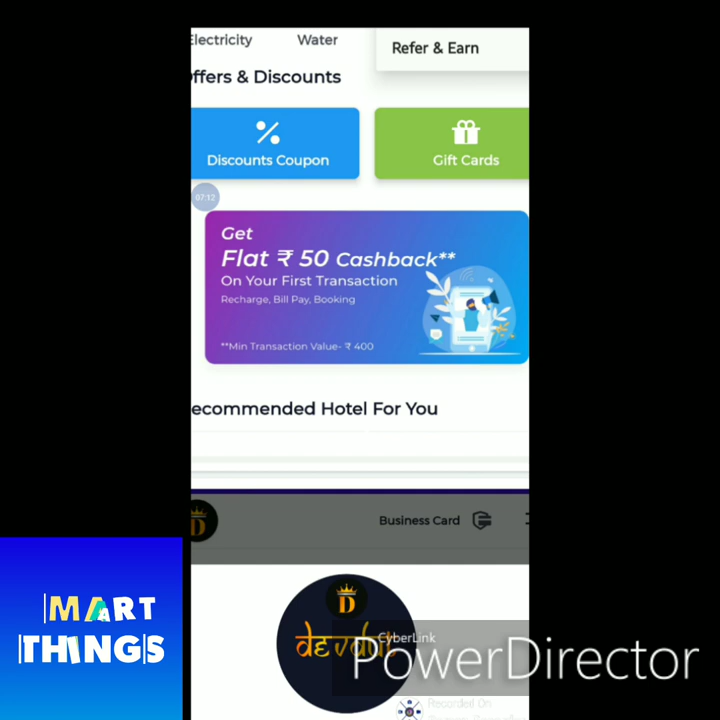 Electricity Water
Refer & Earn
ffers & Discounts
Discounts Coupon
Gift Cards
07:12
Get
Flat ₹ 50 Cashback**
On Your First Transaction
Recharge, Bill Pay, Booking
**Min Transaction Value- ₹ 400
ecommended Hotel For You
D
Business Card
D
CyberLink
PowerDirector
MART
THINGS
Recorded On